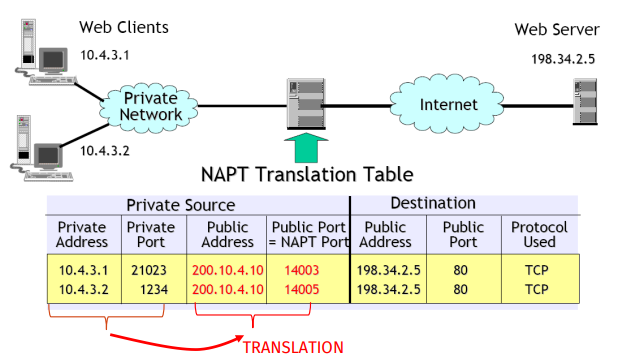 Web Clients
Web Server
10.4.3.1
198.34.2.5
Private
Network
Internet
10.4.3.2
NAPT Translation Table
Private Source
Destination
Private Address
Private Port
Public Address
Public Port = NAPT Port
Public Address
Public Port
Protocol Used
10.4.3.1 21023 200.10.4.10 14003 198.34.2.5 80 TCP
10.4.3.2 1234 200.10.4.10 14005 198.34.2.5 80 TCP
TRANSLATION